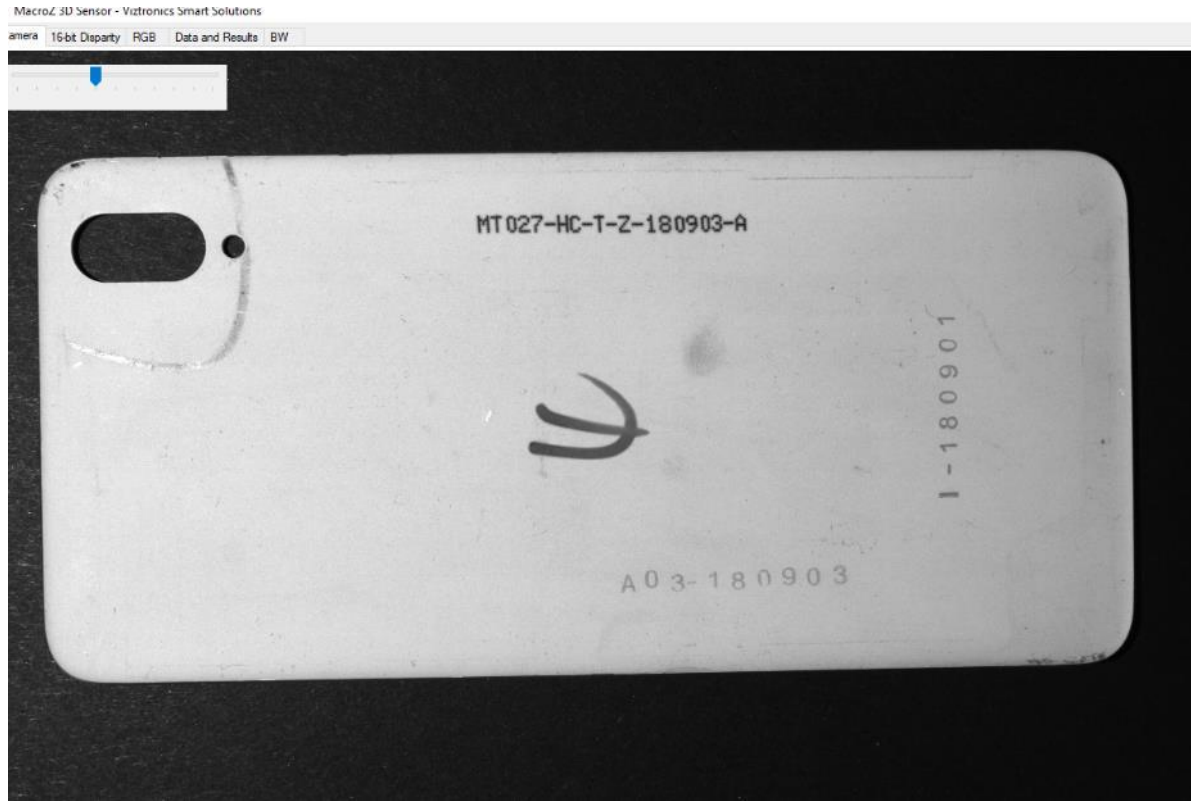 MacroZ 3D Sensor - Viztronics Smart Solutions
amera 16-bit Disparty RGB Data and Results BW
MT027-HC-T-Z-180903-A
I-180901
A03-180903